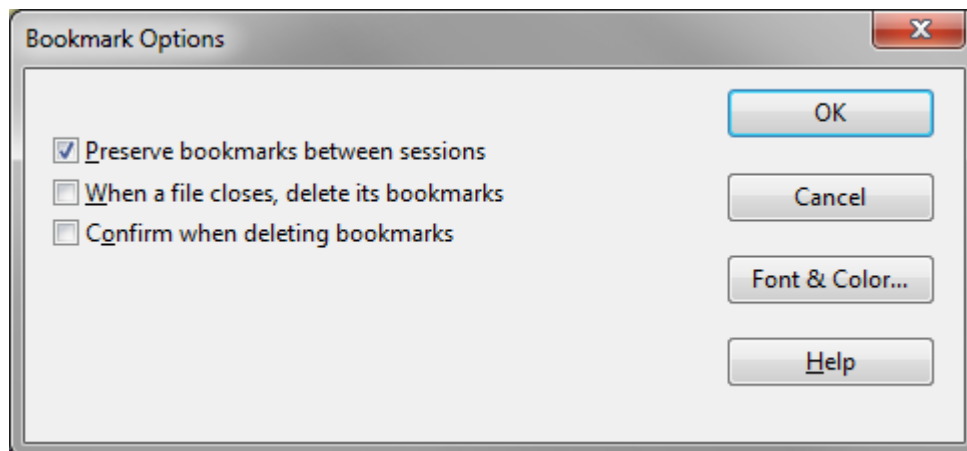 Bookmark Options
Preserve bookmarks between sessions
When a file closes, delete its bookmarks
Confirm when deleting bookmarks
OK
Cancel
Font & Color...
Help